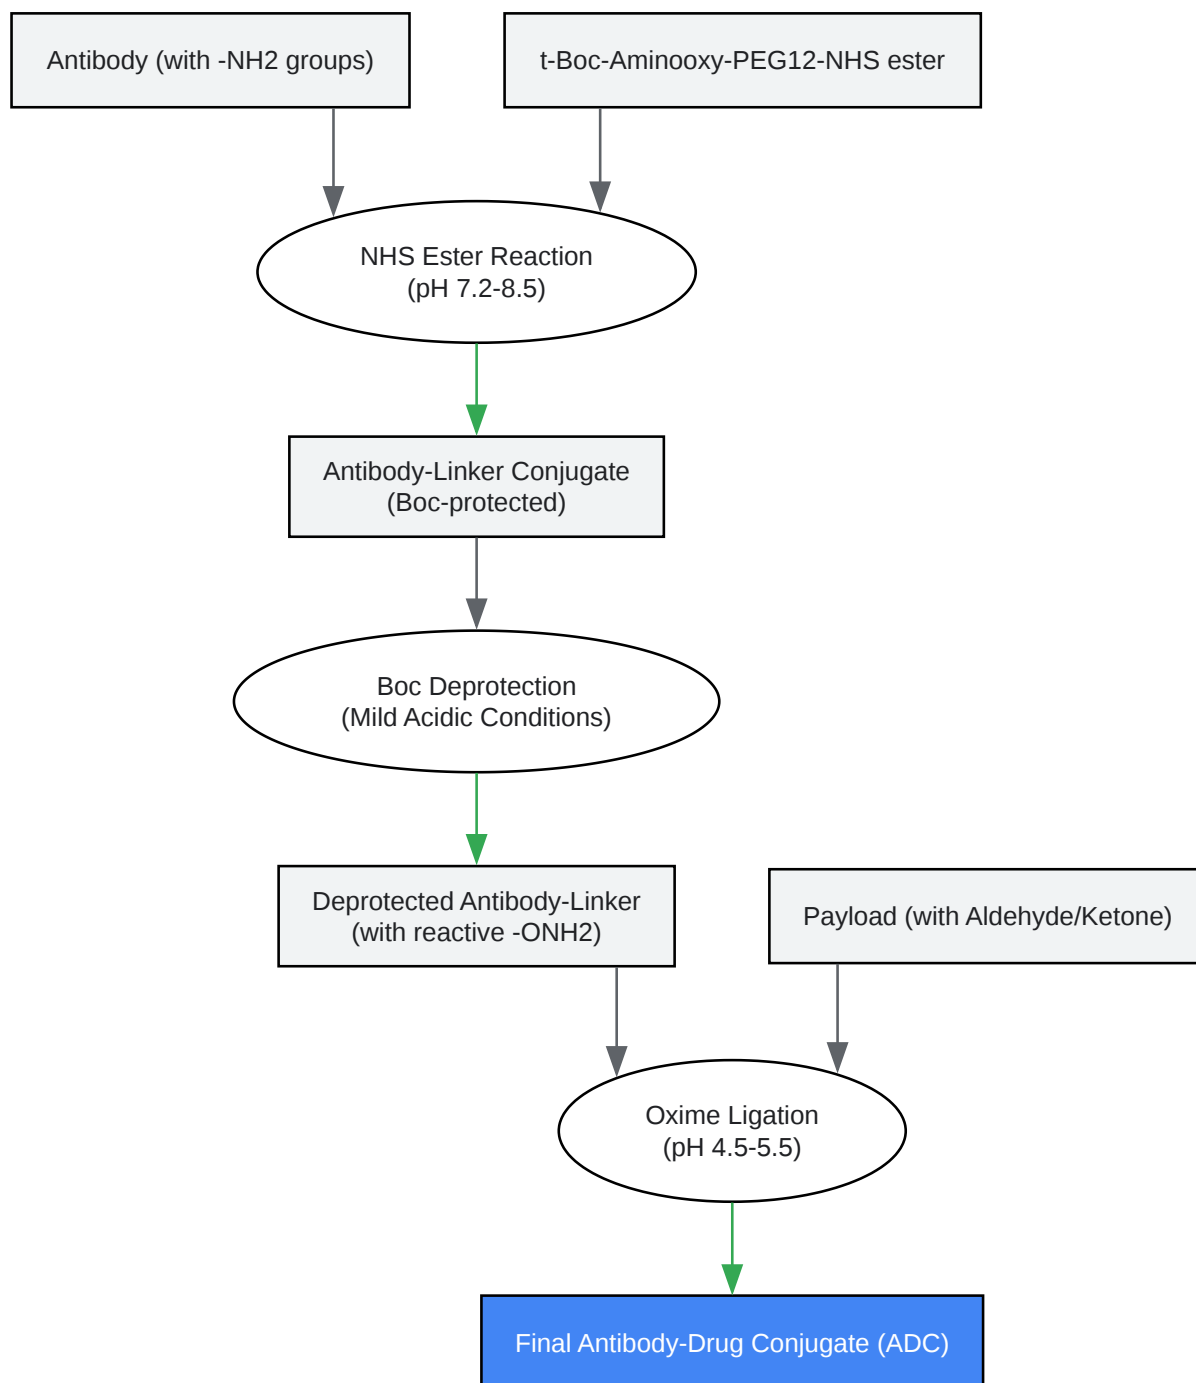 Antibody (with -NH2 groups)
t-Boc-Aminooxy-PEG12-NHS ester
NHS Ester Reaction
(pH 7.2-8.5)
Antibody-Linker Conjugate
(Boc-protected)
Boc Deprotection
(Mild Acidic Conditions)
Deprotected Antibody-Linker
(with reactive -ONH2)
Payload (with Aldehyde/Ketone)
Oxime Ligation
(pH 4.5-5.5)
Final Antibody-Drug Conjugate (ADC)